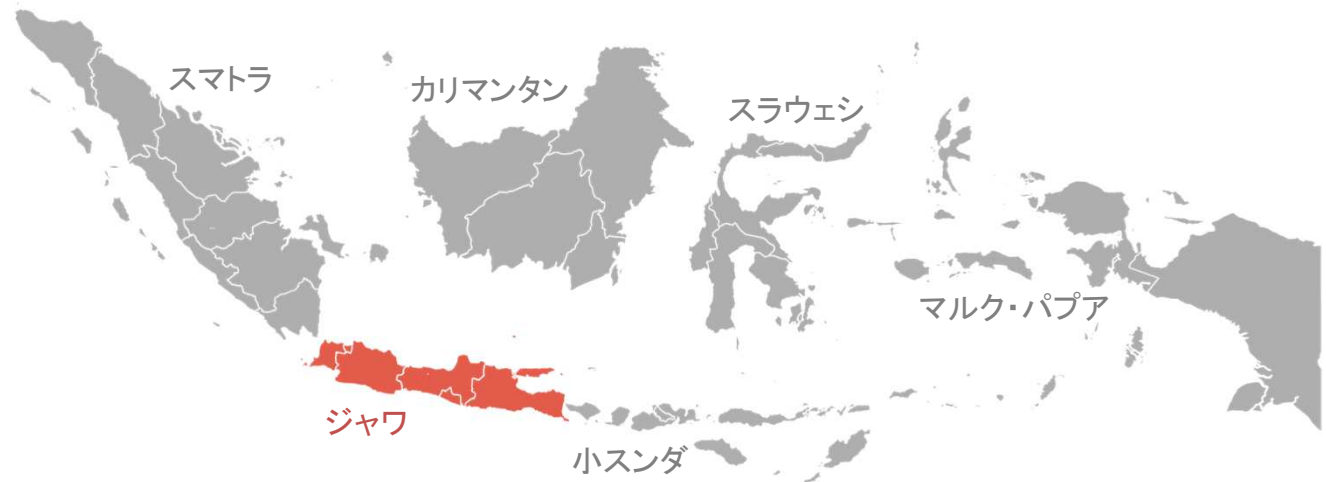 スマトラ
カリマンタン
スラウェシ
マルク・パプア
ジャワ
小スンダ